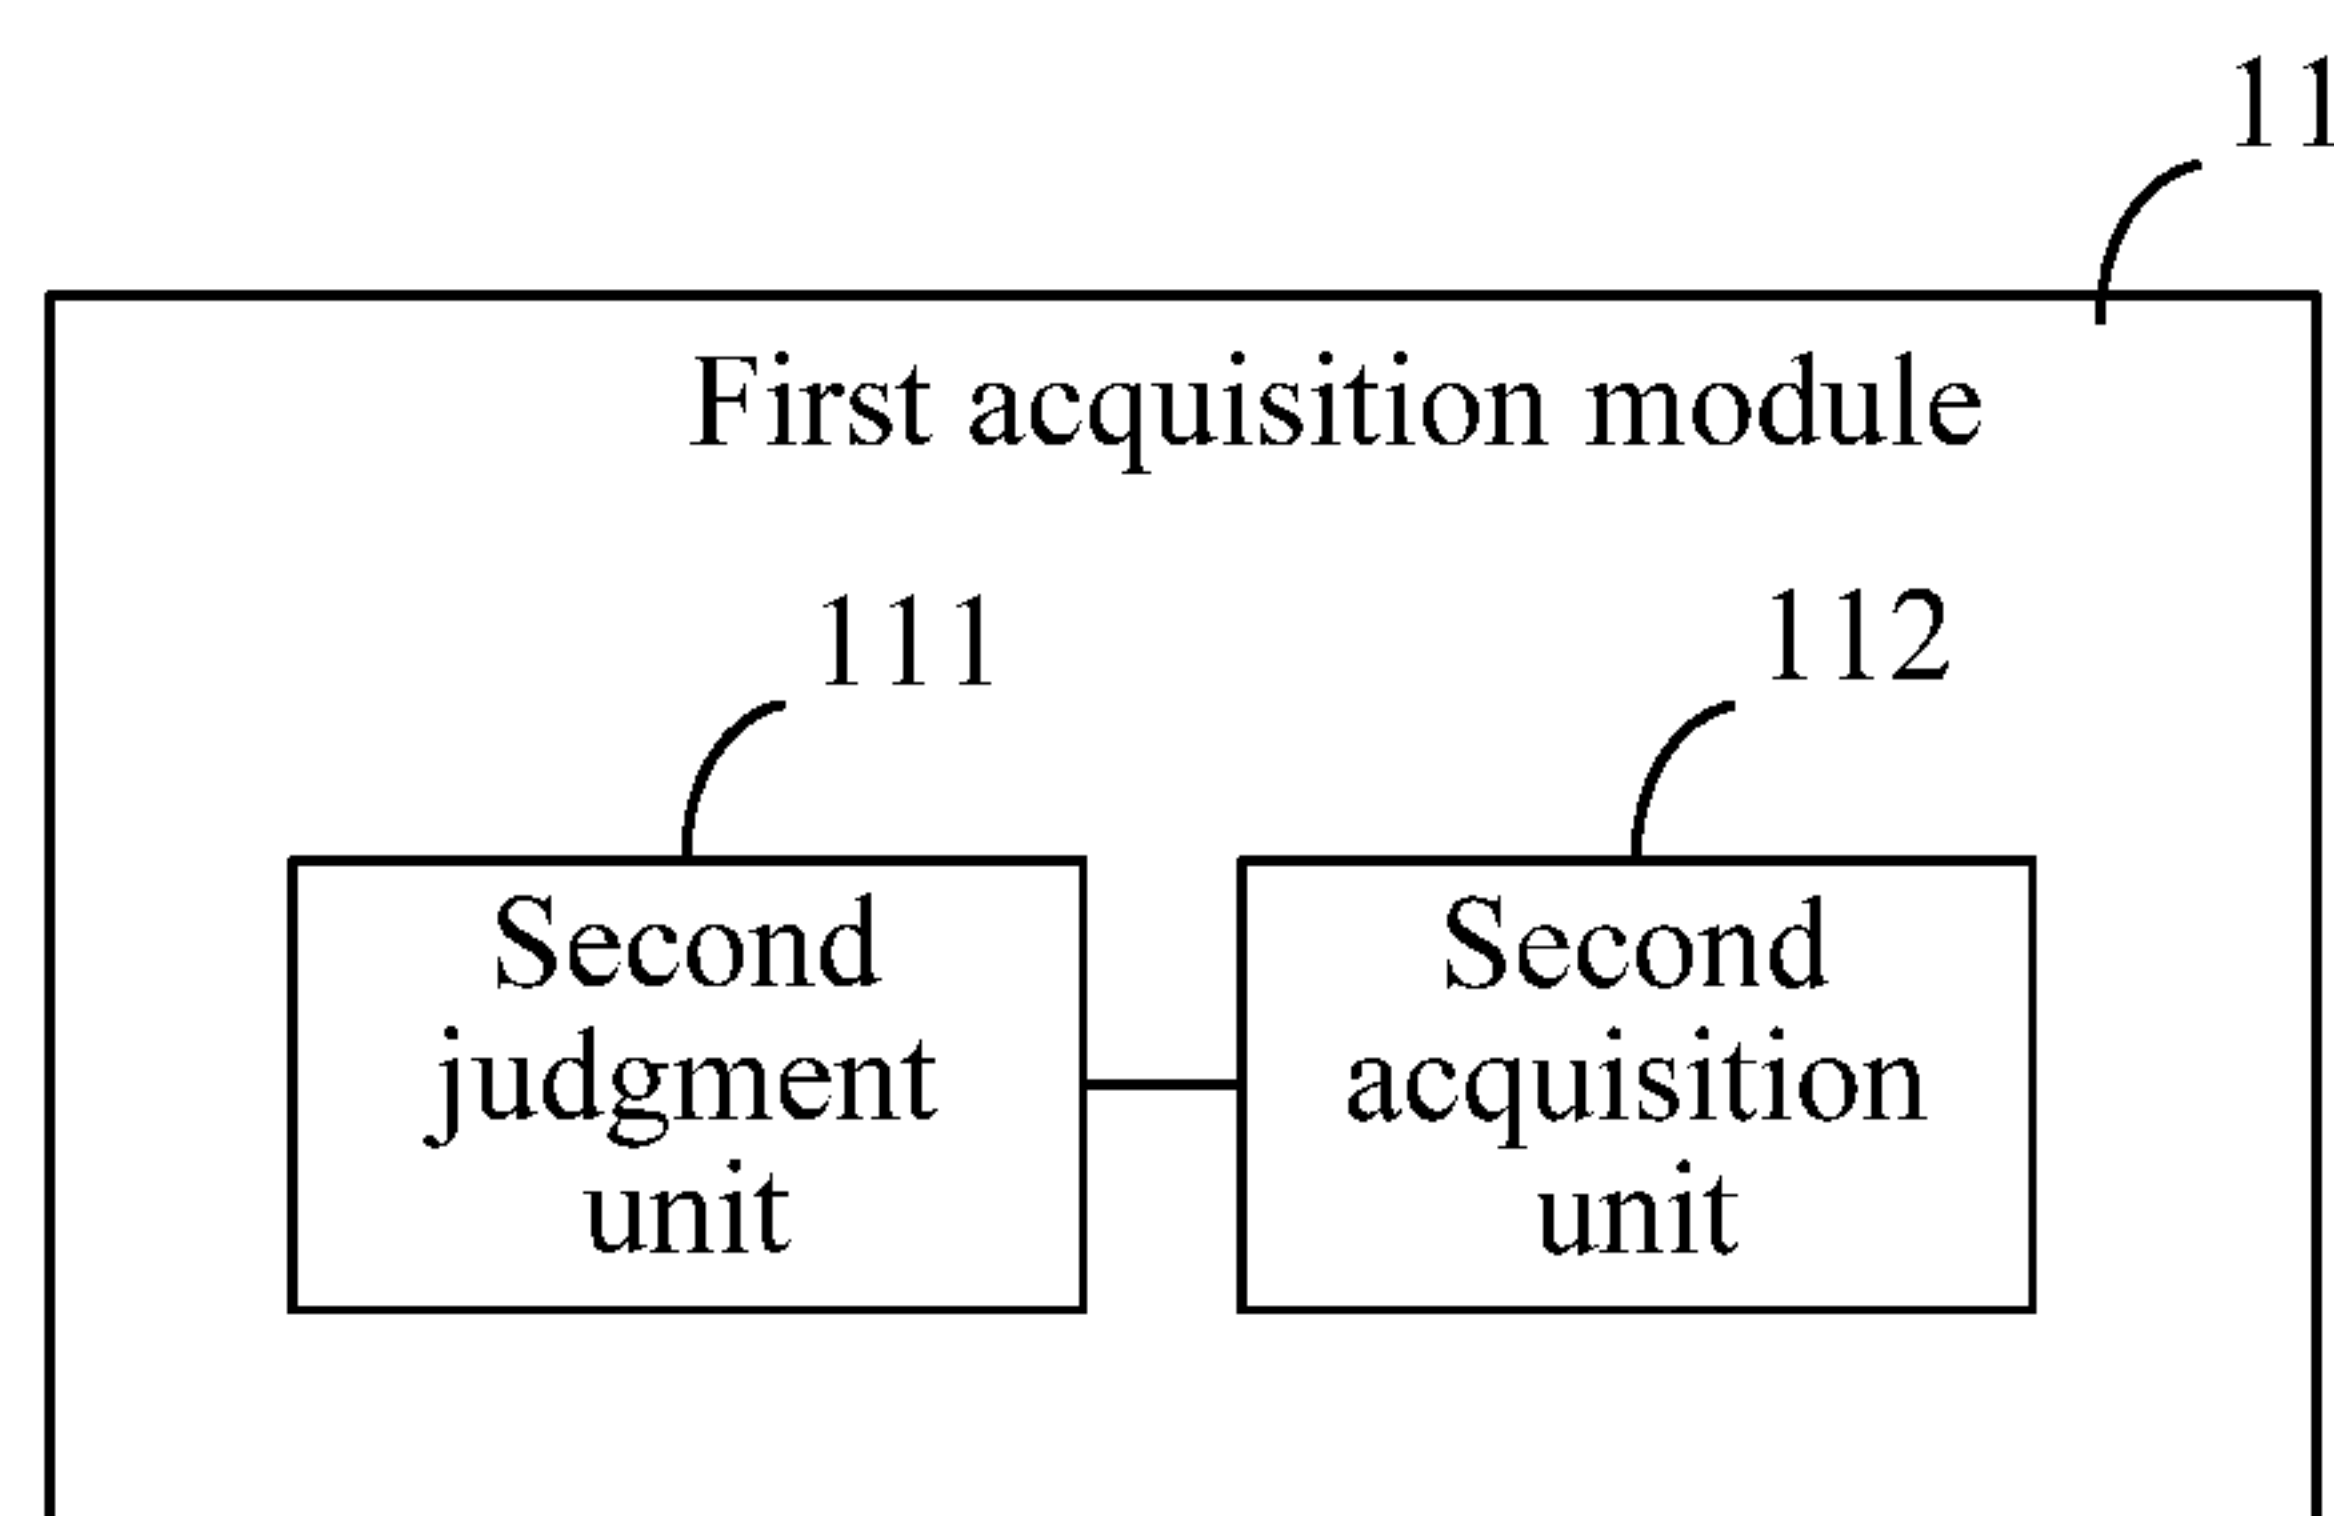 11
First acquisition module
111
112
Second
judgment
unit
Second
acquisition
unit